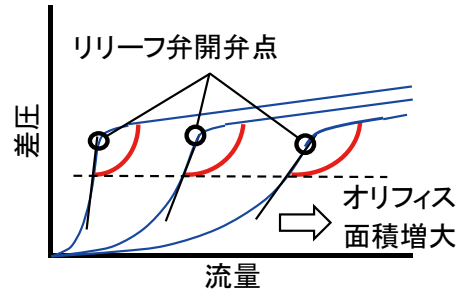 リリーフ弁開弁点
差圧
オリフィス
面積増大
流量